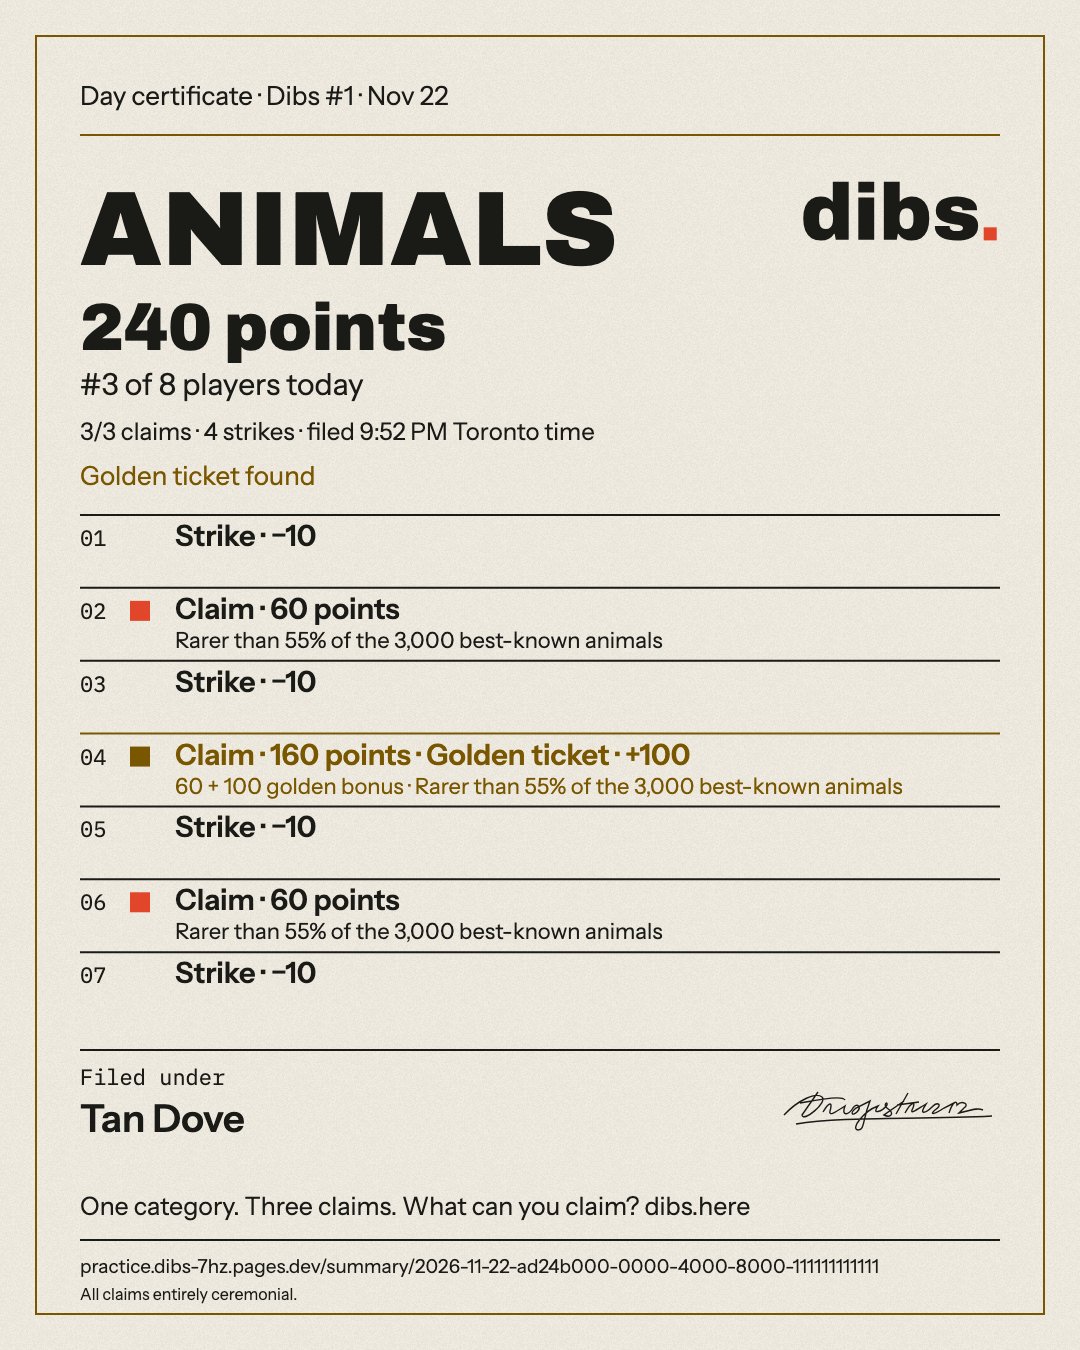 Day certificate · Dibs #1 · Nov 22
ANIMALS
dibs.
240 points
#3 of 8 players today
3/3 claims · 4 strikes · filed 9:52 PM Toronto time
Golden ticket found
01 Strike · −10
02 Claim · 60 points
Rarer than 55% of the 3,000 best-known animals
03 Strike · −10
04 Claim · 160 points · Golden ticket · +100
60 + 100 golden bonus · Rarer than 55% of the 3,000 best-known animals
05 Strike · −10
06 Claim · 60 points
Rarer than 55% of the 3,000 best-known animals
07 Strike · −10
Filed under
Tan Dove
One category. Three claims. What can you claim? dibs.here
practice.dibs-7hz.pages.dev/summary/2026-11-22-ad24b000-0000-4000-8000-111111111111
All claims entirely ceremonial.